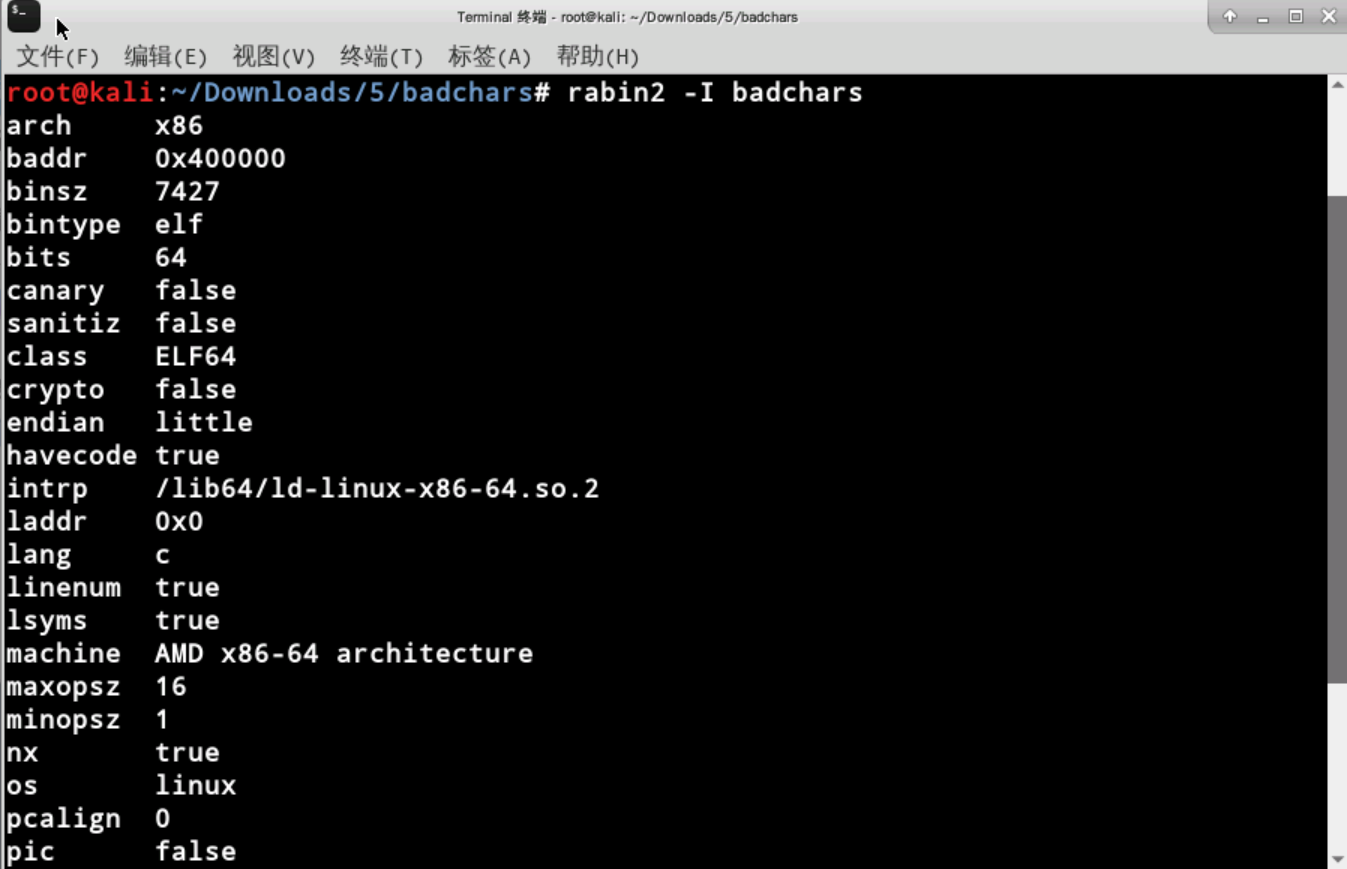 $_
Terminal 终端 - root@kali: ~/Downloads/5/badchars
文件(F) 编辑(E) 视图(V) 终端(T) 标签(A) 帮助(H)
root@kali:~/Downloads/5/badchars# rabin2 -I badchars
arch     x86
baddr    0x400000
binsz    7427
bintype  elf
bits     64
canary   false
sanitiz  false
class    ELF64
crypto   false
endian   little
havecode true
intrp    /lib64/ld-linux-x86-64.so.2
laddr    0x0
lang     c
linenum  true
lsyms    true
machine  AMD x86-64 architecture
maxopsz  16
minopsz  1
nx       true
os       linux
pcalign  0
pic      false